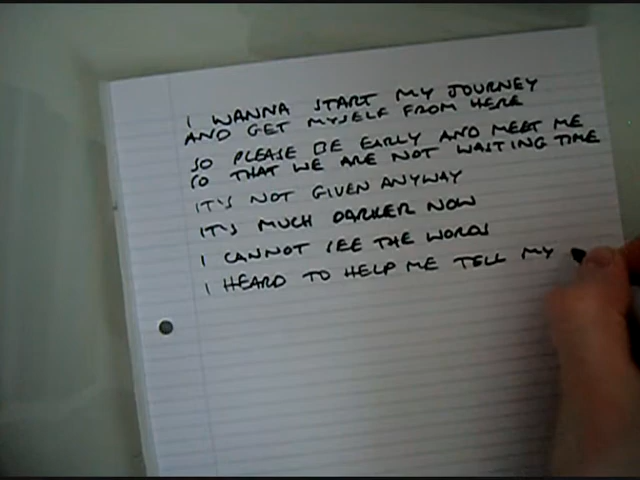 I WANNA START MY JOURNEY
AND GET MYSELF FROM HERE
SO PLEASE BE EARLY AND MEET ME
SO THAT WE ARE NOT WASTING TIME
IT'S NOT GIVEN ANYWAY
IT'S MUCH DARKER NOW
I CANNOT SEE THE WORDS
I HEARD TO HELP ME TELL MY